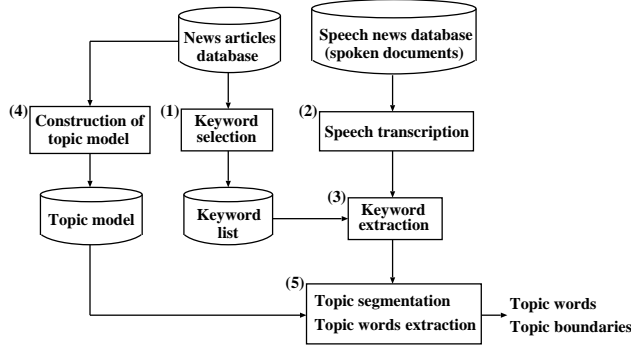 News articles
database
Speech news database
(spoken documents)
(4)
Construction of
topic model
(1)
Keyword
selection
(2)
Speech transcription
(3)
Topic model
Keyword
list
Keyword
extraction
(5)
Topic segmentation
Topic words extraction
Topic words
Topic boundaries